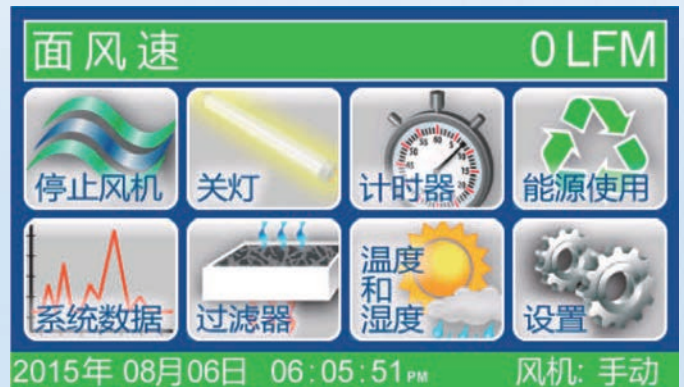 面风速 0 LFM
停止风机 关灯 计时器 能源使用
系统数据 过滤器 温度和湿度 设置
2015年 08月06日 06:05:51 PM 风机: 手动